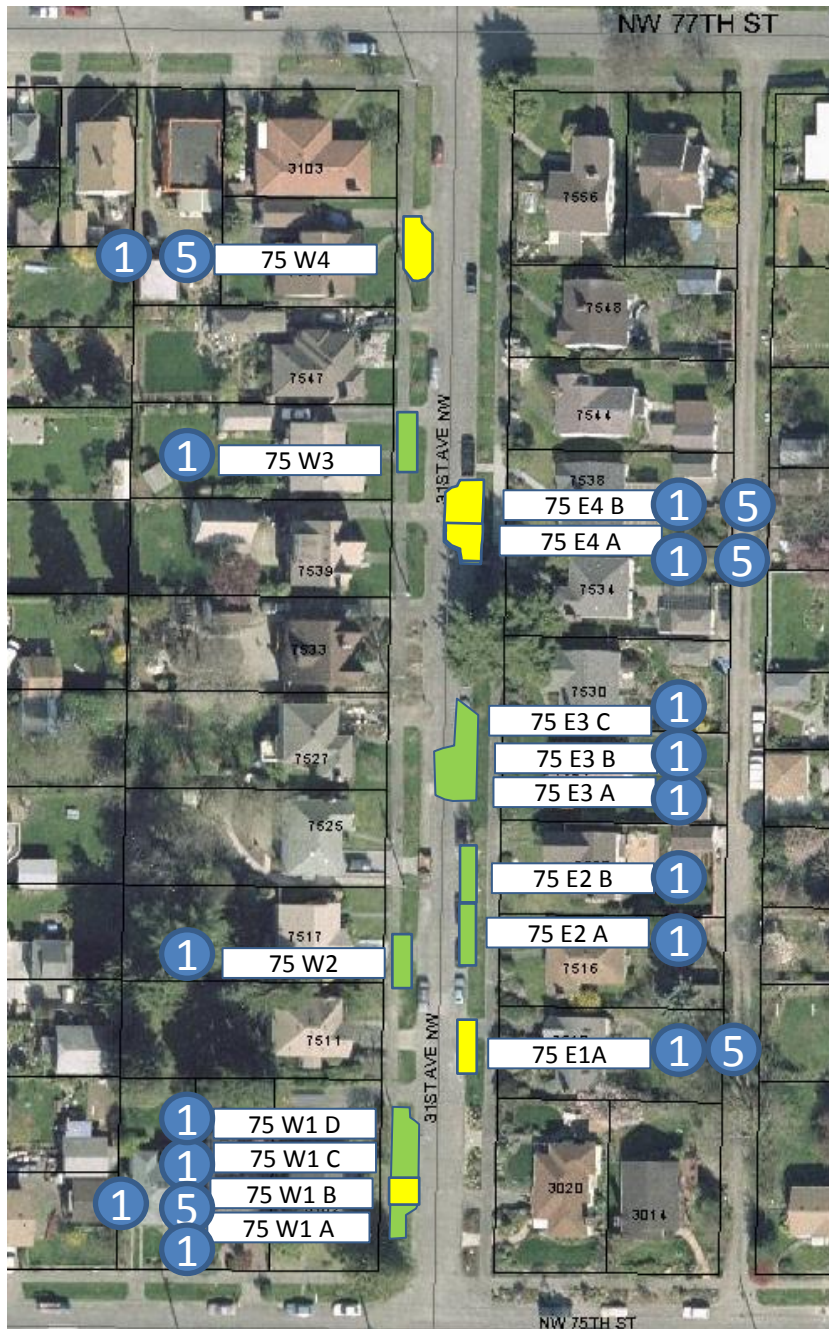 NW 77TH ST
3103
7556
1 5 75 W4
7548
7547
7544
31ST AVE NW
1 75 W3
7538
75 E4 B 1 5
75 E4 A 1 5
7539
7534
7533
7530
75 E3 C 1
7527
75 E3 B 1
75 E3 A 1
7525
75 E2 B 1
7517
75 E2 A 1
1 75 W2
7516
7511
31ST AVE NW
75 E1A 1 5
1 75 W1 D
1 75 W1 C
1 5 75 W1 B
1 75 W1 A
3020
3014
NW 75TH ST